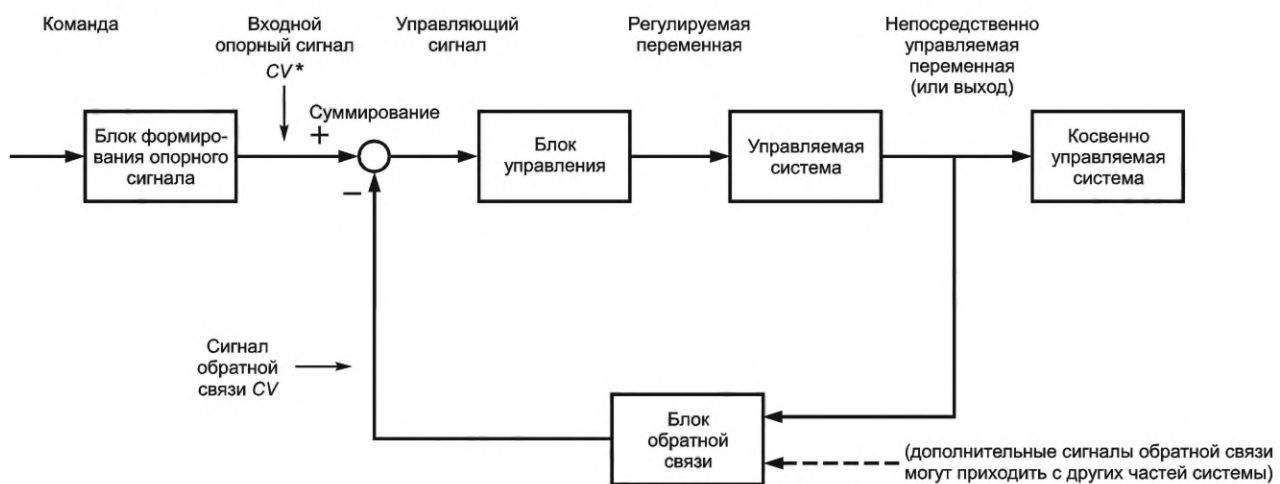 Команда
Входной
опорный сигнал
CV*
Управляющий
сигнал
Регулируемая
переменная
Непосредственно
управляемая
переменная
(или выход)
Суммирование
+
Блок формиро-
вания опорного
сигнала
Блок
управления
Управляемая
система
Косвенно
управляемая
система
−
Сигнал
обратной
связи CV
Блок
обратной
связи
(дополнительные сигналы обратной связи
могут приходить с других частей системы)